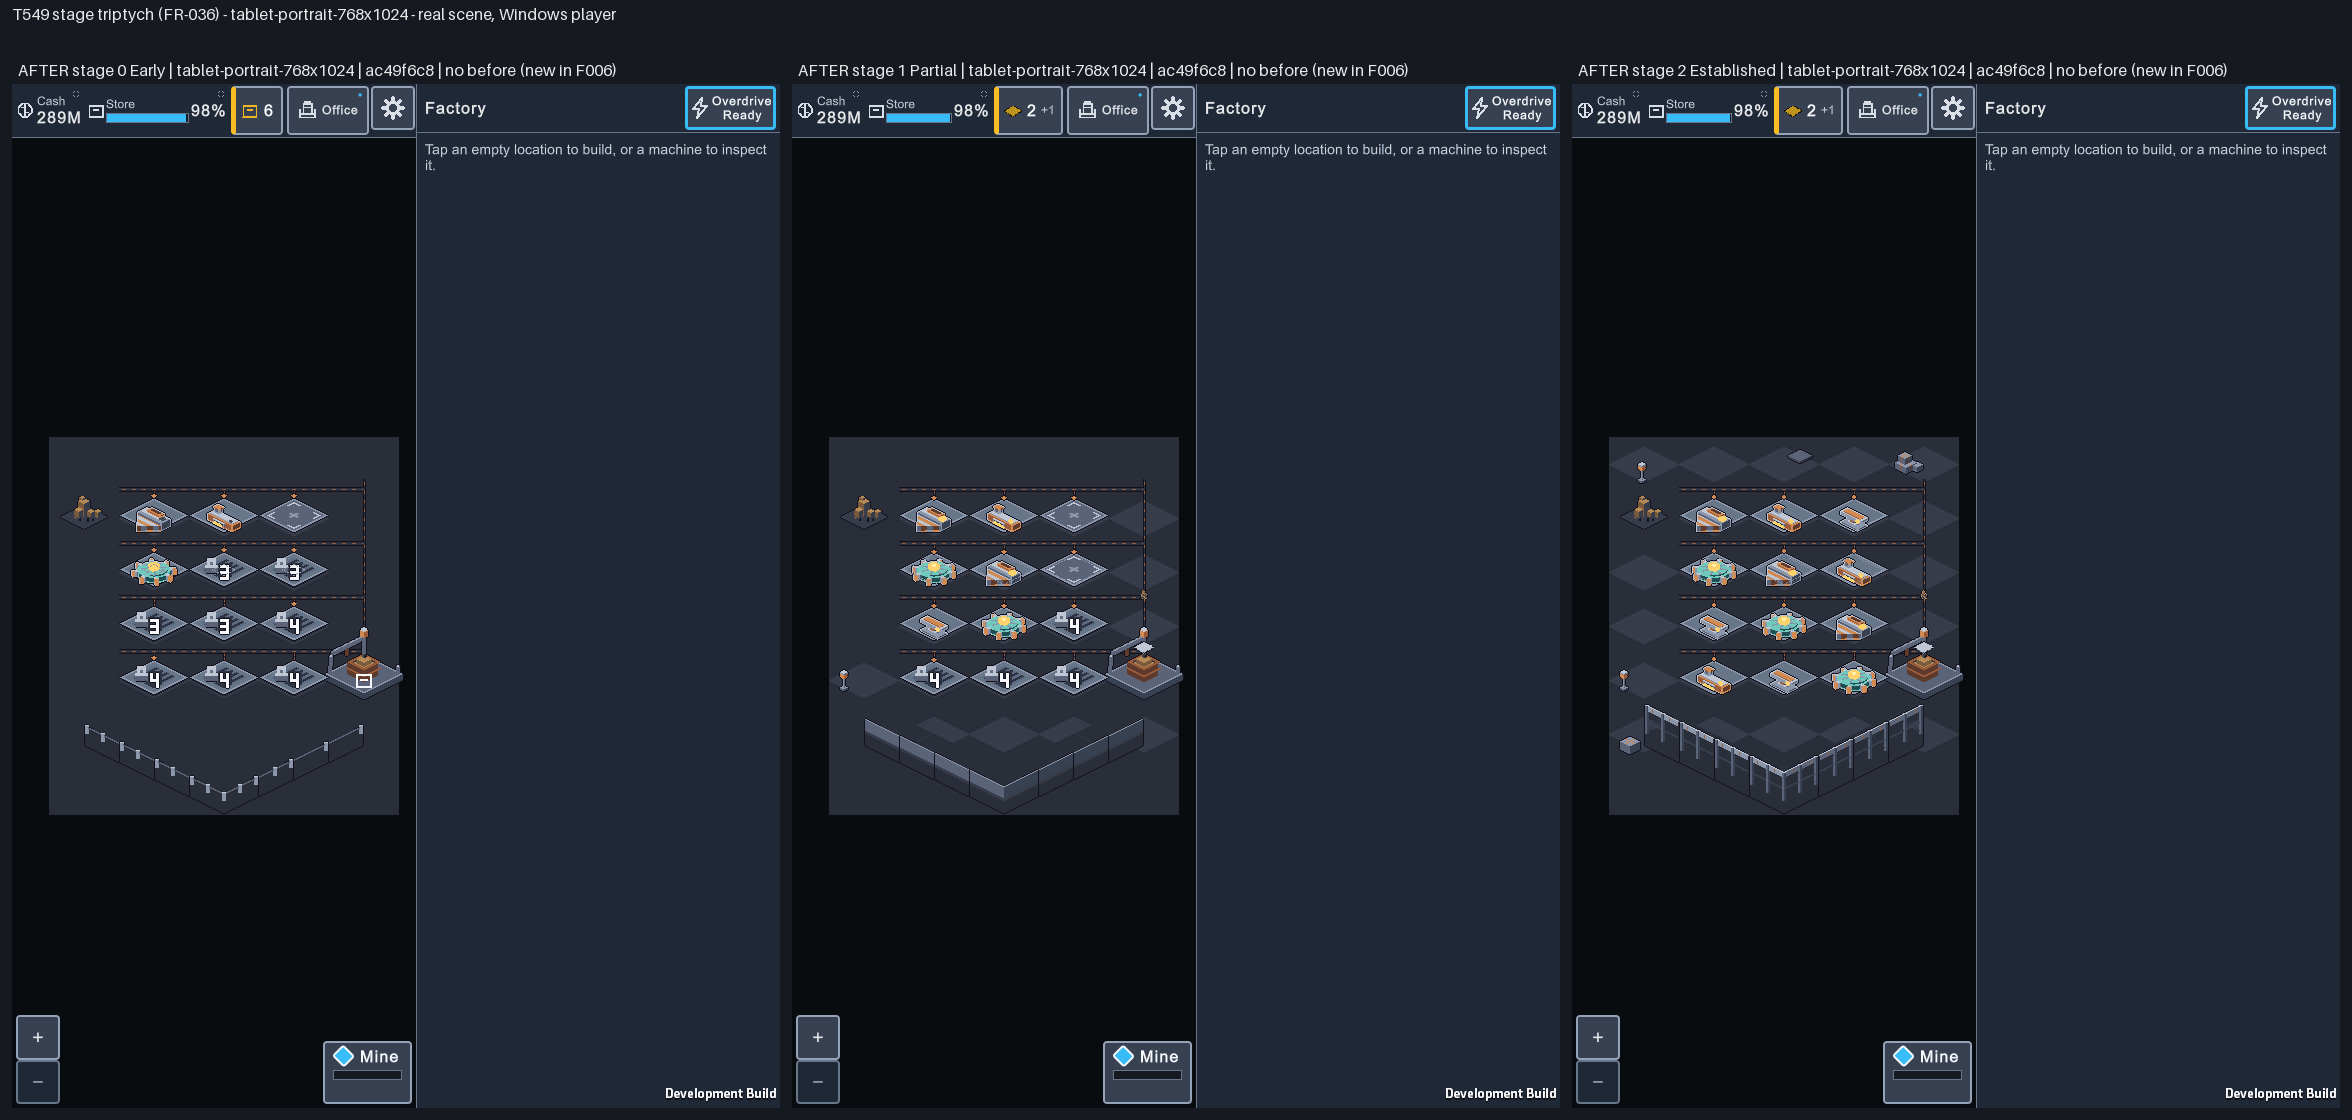 T549 stage triptych (FR-036) - tablet-portrait-768x1024 - real scene, Windows player
AFTER stage 0 Early | tablet-portrait-768x1024 | ac49f6c8 | no before (new in F006)
Cash
289M
Store
98%
6
Office
Factory
Overdrive
Ready
Tap an empty location to build, or a machine to inspect
it.
3
3
3
3
4
4
4
4
+
−
Mine
Development Build
AFTER stage 1 Partial | tablet-portrait-768x1024 | ac49f6c8 | no before (new in F006)
Cash
289M
Store
98%
2 +1
Office
Factory
Overdrive
Ready
Tap an empty location to build, or a machine to inspect
it.
4
4
4
4
+
−
Mine
Development Build
AFTER stage 2 Established | tablet-portrait-768x1024 | ac49f6c8 | no before (new in F006)
Cash
289M
Store
98%
2 +1
Office
Factory
Overdrive
Ready
Tap an empty location to build, or a machine to inspect
it.
+
−
Mine
Development Build